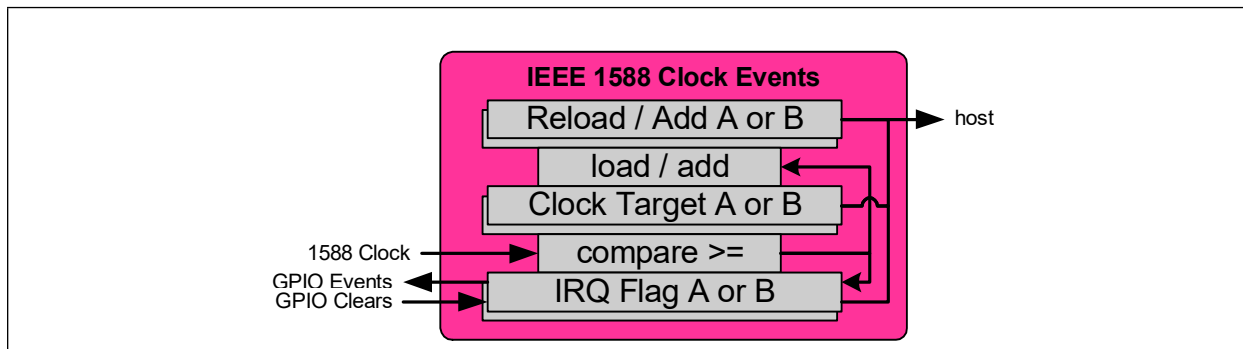 IEEE 1588 Clock Events
Reload / Add A or B
host
load / add
Clock Target A or B
1588 Clock
compare >=
GPIO Events
GPIO Clears
IRQ Flag A or B